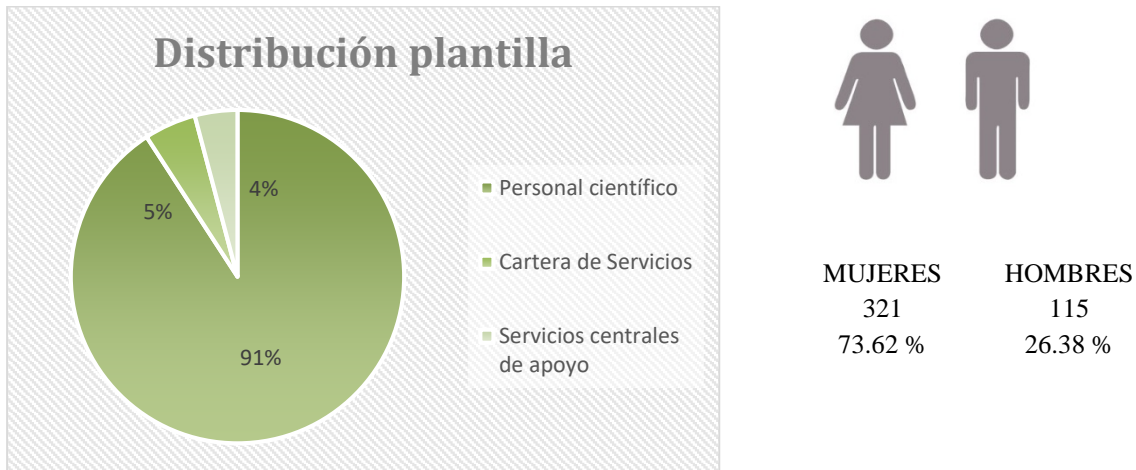 Distribución plantilla
4%
5%
91%
Personal científico
Cartera de Servicios
Servicios centrales
de apoyo
MUJERES
321
73.62 %
HOMBRES
115
26.38 %